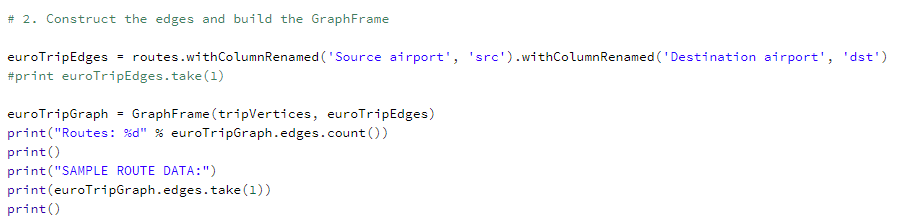 # 2. Construct the edges and build the GraphFrame
euroTripEdges = routes.withColumnRenamed('Source airport', 'src').withColumnRenamed('Destination airport', 'dst')
#print euroTripEdges.take(1)
euroTripGraph = GraphFrame(tripVertices, euroTripEdges)
print("Routes: %d" % euroTripGraph.edges.count())
print()
print("SAMPLE ROUTE DATA:")
print(euroTripGraph.edges.take(1))
print()